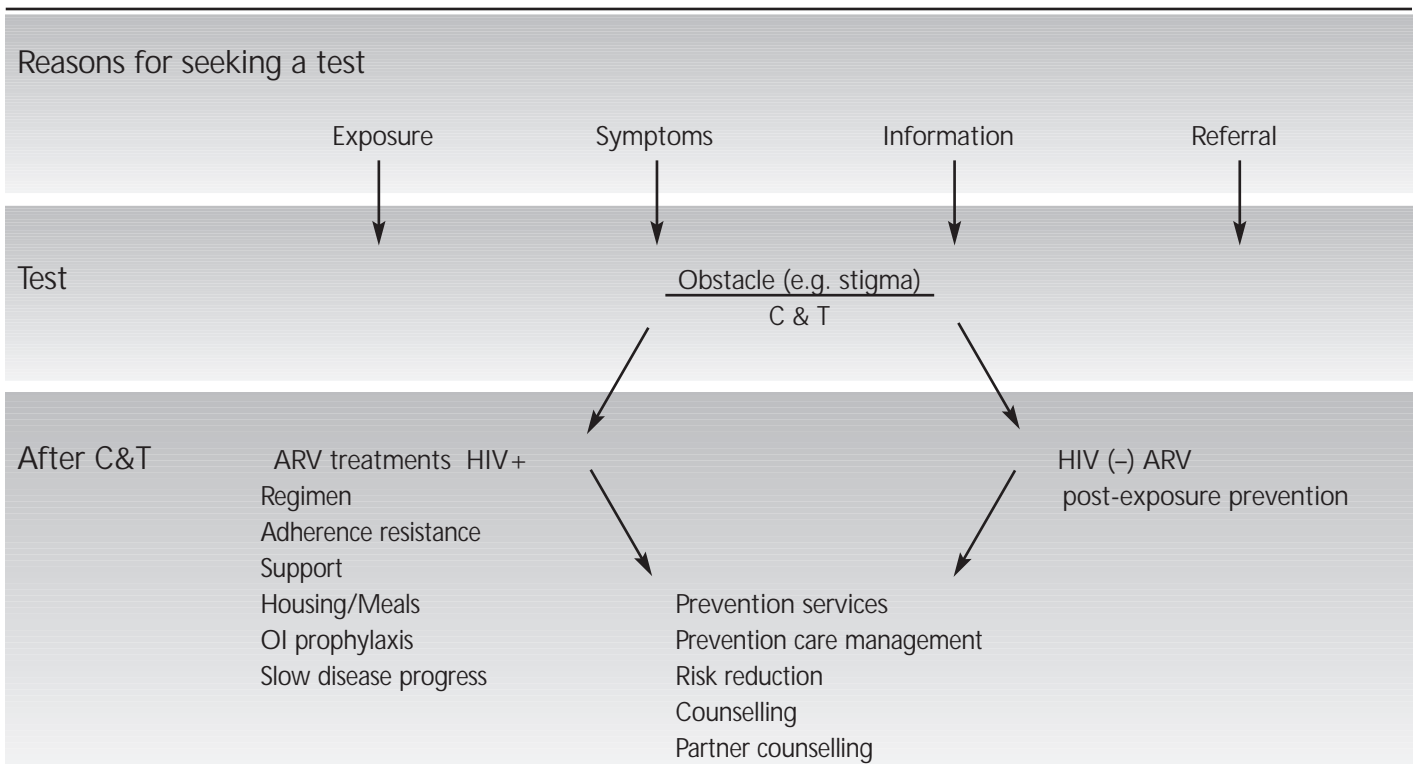 Reasons for seeking a test
Exposure Symptoms Information Referral
Test
Obstacle (e.g. stigma)
C & T
After C&T
ARV treatments HIV+
Regimen
Adherence resistance
Support
Housing/Meals
OI prophylaxis
Slow disease progress
HIV (–) ARV
post-exposure prevention
Prevention services
Prevention care management
Risk reduction
Counselling
Partner counselling